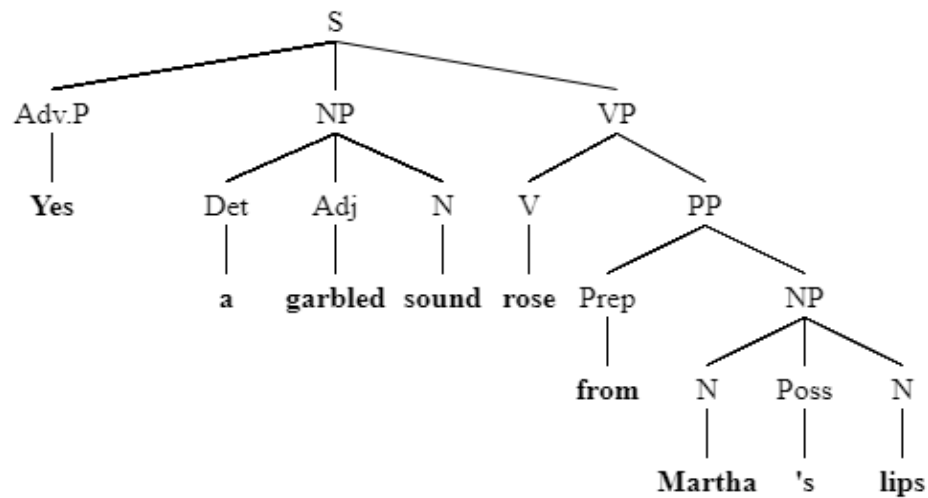 S
Adv.P NP VP
Yes Det Adj N V PP
a garbled sound rose Prep NP
from N Poss N
Martha 's lips